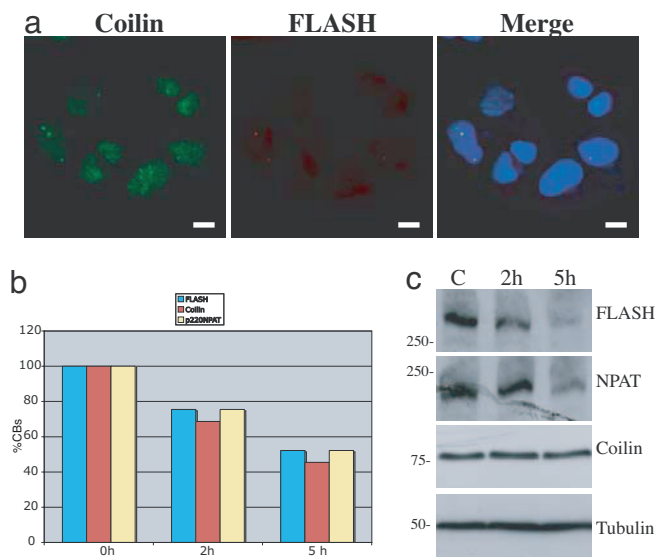 a
Coilin FLASH Merge
b
FLASH
Coilin
p220NPAT
%CBs
120
100
80
60
40
20
0
0h 2h 5 h
c
C 2h 5h
FLASH
250-
250-
NPAT
Coilin
75-
50-
Tubulin